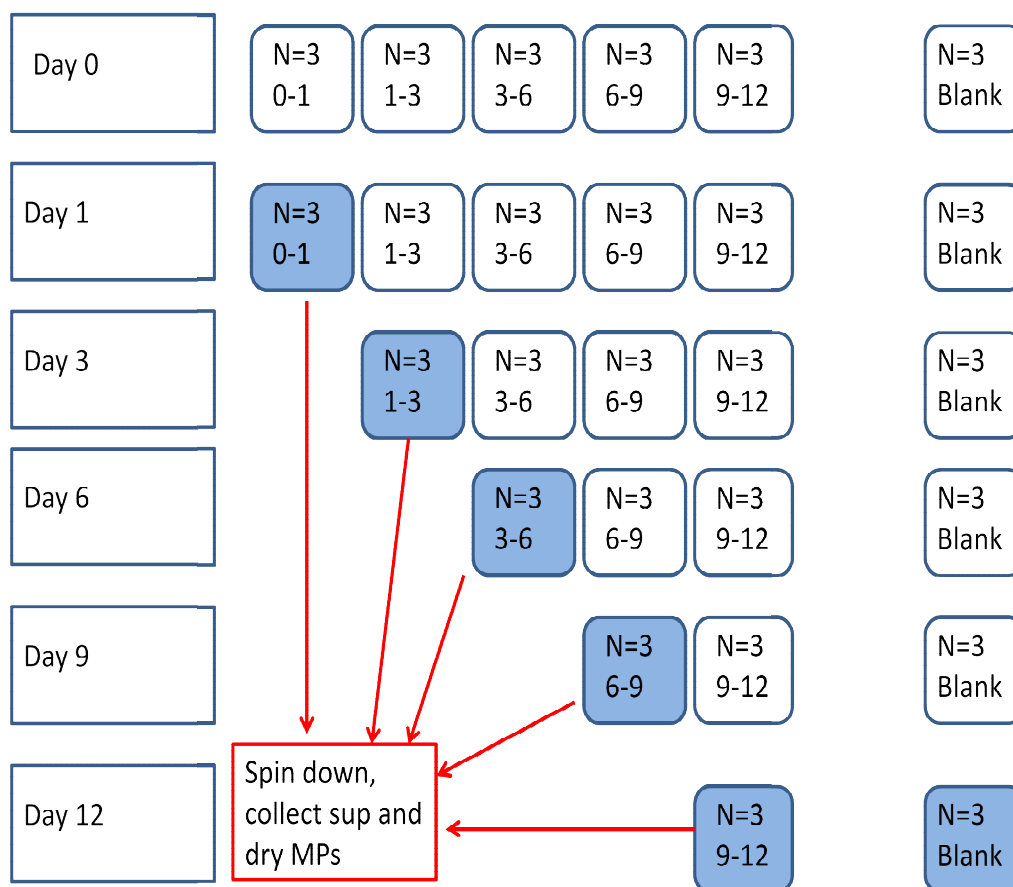 Day 0
N=3
0-1
N=3
1-3
N=3
3-6
N=3
6-9
N=3
9-12
N=3
Blank
Day 1
N=3
0-1
N=3
1-3
N=3
3-6
N=3
6-9
N=3
9-12
N=3
Blank
Day 3
N=3
1-3
N=3
3-6
N=3
6-9
N=3
9-12
N=3
Blank
Day 6
N=3
3-6
N=3
6-9
N=3
9-12
N=3
Blank
Day 9
N=3
6-9
N=3
9-12
N=3
Blank
Day 12
Spin down,
collect sup and
dry MPs
N=3
9-12
N=3
Blank